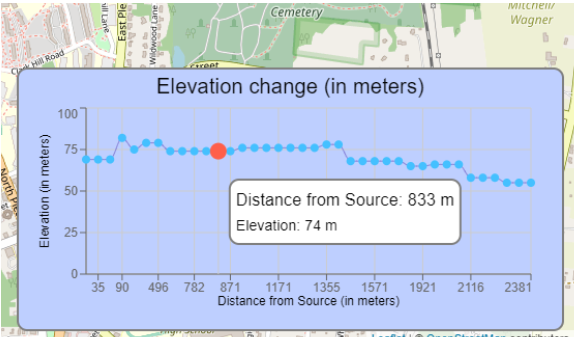 Cemetery
Mitchell/
Wagner
East Ple
Wildwood Lane
Clark Hill Road
Street
Elevation change (in meters)
100
75
50
25
0
Elevation (in meters)
Distance from Source: 833 m
Elevation: 74 m
35 90 496 782 871 1171 1355 1571 1921 2116 2381
Distance from Source (in meters)
North Ple
High School
Leaflet | © OpenStreetMap contributors